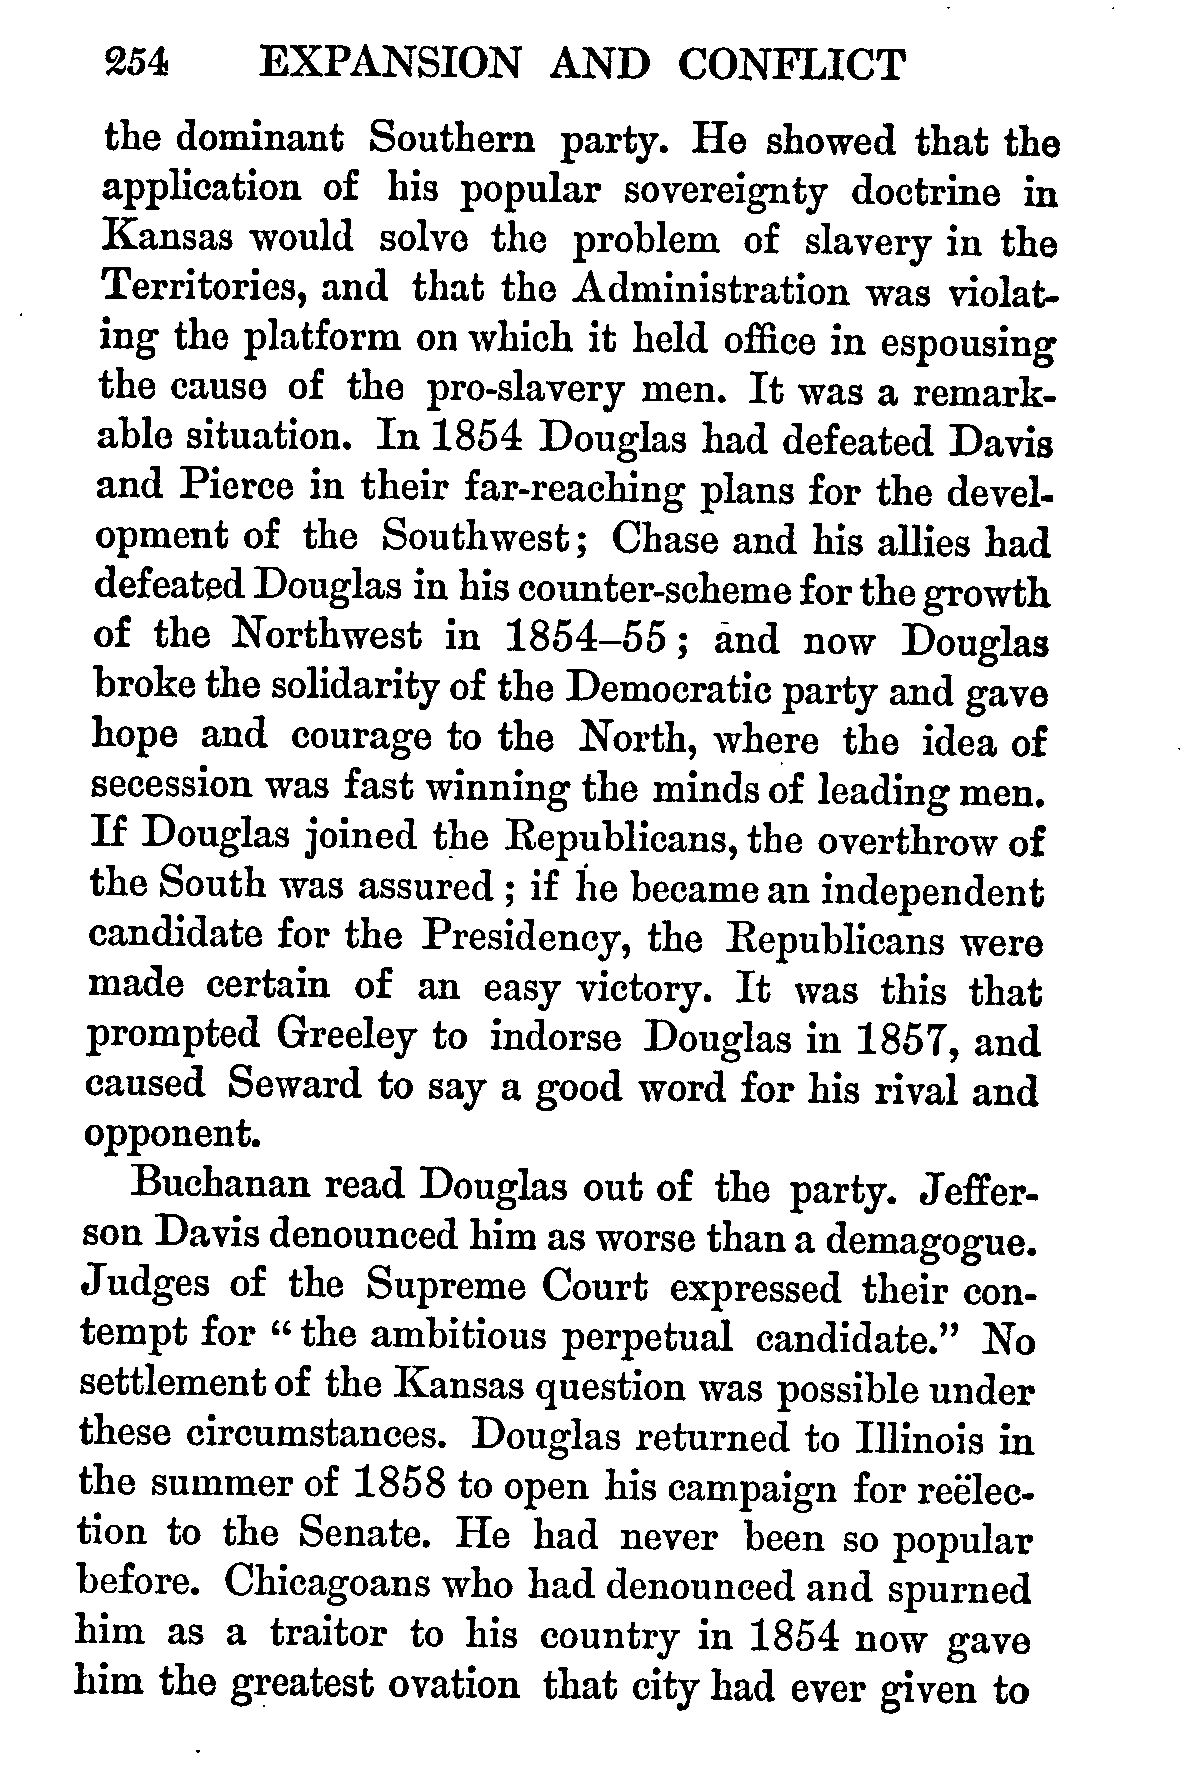 254 EXPANSION AND CONFLICT
the dominant Southern party. He showed that the
application of his popular sovereignty doctrine in
Kansas would solve the problem of slavery in the
Territories, and that the Administration was violat-
ing the platform on which it held office in espousing
the cause of the pro-slavery men. It was a remark-
able situation. In 1854 Douglas had defeated Davis
and Pierce in their far-reaching plans for the devel-
opment of the Southwest; Chase and his allies had
defeated Douglas in his counter-scheme for the growth
of the Northwest in 1854–55; and now Douglas
broke the solidarity of the Democratic party and gave
hope and courage to the North, where the idea of
secession was fast winning the minds of leading men.
If Douglas joined the Republicans, the overthrow of
the South was assured; if he became an independent
candidate for the Presidency, the Republicans were
made certain of an easy victory. It was this that
prompted Greeley to indorse Douglas in 1857, and
caused Seward to say a good word for his rival and
opponent.
Buchanan read Douglas out of the party. Jeffer-
son Davis denounced him as worse than a demagogue.
Judges of the Supreme Court expressed their con-
tempt for "the ambitious perpetual candidate." No
settlement of the Kansas question was possible under
these circumstances. Douglas returned to Illinois in
the summer of 1858 to open his campaign for reëlec-
tion to the Senate. He had never been so popular
before. Chicagoans who had denounced and spurned
him as a traitor to his country in 1854 now gave
him the greatest ovation that city had ever given to